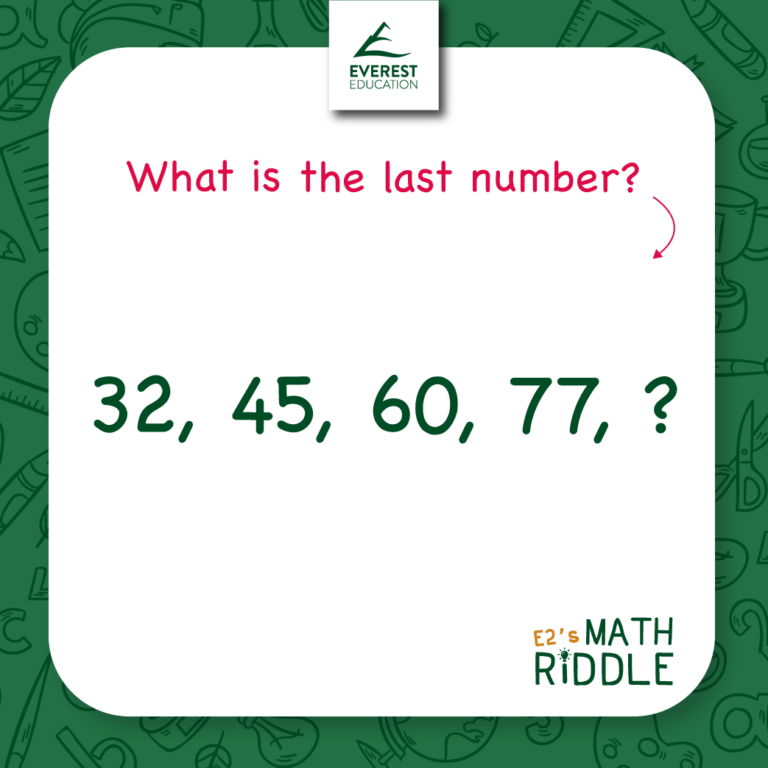 EVEREST
EDUCATION
What is the last number?
32, 45, 60, 77, ?
E2's MATH
RiDDLE